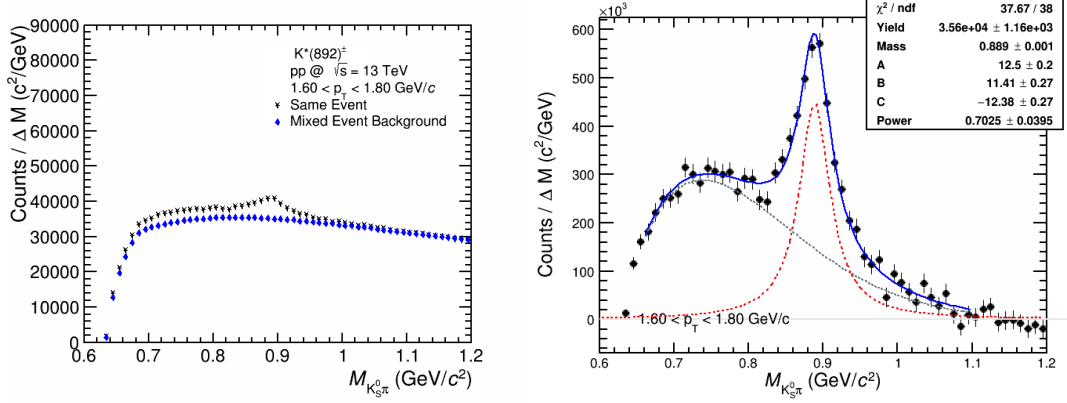 Counts / Δ M (c²/GeV)
90000
80000
70000
60000
50000
40000
30000
20000
10000
0
K*(892)±
pp @ √s = 13 TeV
1.60 < pT < 1.80 GeV/c
Same Event
Mixed Event Background
0.6 0.7 0.8 0.9 1 1.1 1.2
MK⁰Sπ (GeV/c²)
×10³
Counts / Δ M (c²/GeV)
600
500
400
300
200
100
0
χ² / ndf 37.67 / 38
Yield 3.56e+04 ± 1.16e+03
Mass 0.889 ± 0.001
A 12.5 ± 0.2
B 11.41 ± 0.27
C −12.38 ± 0.27
Power 0.7025 ± 0.0395
1.60 < pT < 1.80 GeV/c
0.6 0.7 0.8 0.9 1 1.1 1.2
MK⁰Sπ (GeV/c²)